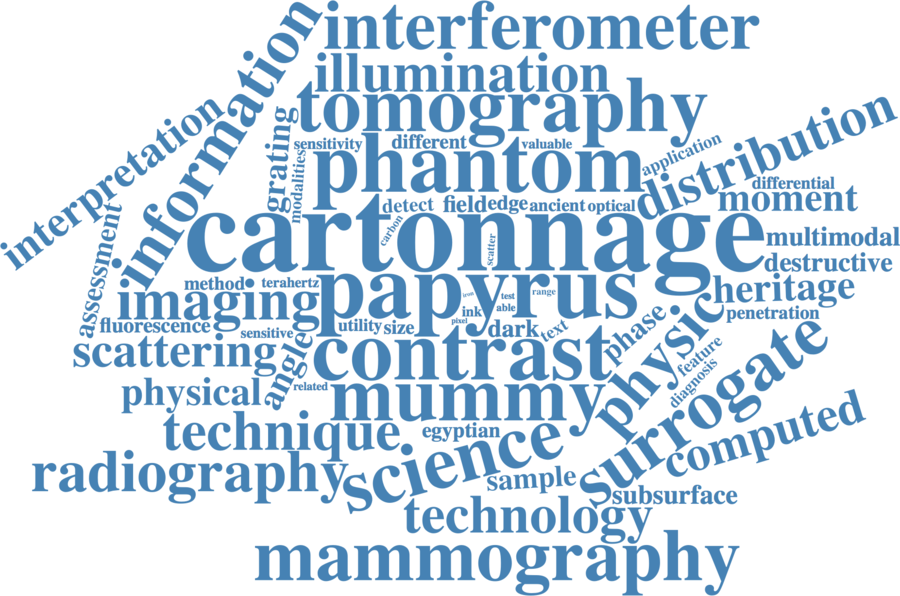 interferometer
illumination
information
tomography
interpretation
grating
sensitivity
different
valuable
phantom
modalities
application
distribution
differential
moment
detect
field
edge
ancient
optical
carbon
cartonnage
scatter
multimodal
destructive
assessment
method
terahertz
imaging
papyrus
heritage
iron
test
range
able
ink
pixel
penetration
fluorescence
sensitive
utility
size
dark
text
phase
physic
scattering
angle
contrast
feature
diagnosis
surrogate
physical
related
mummy
technique
egyptian
science
computed
radiography
sample
subsurface
technology
mammography